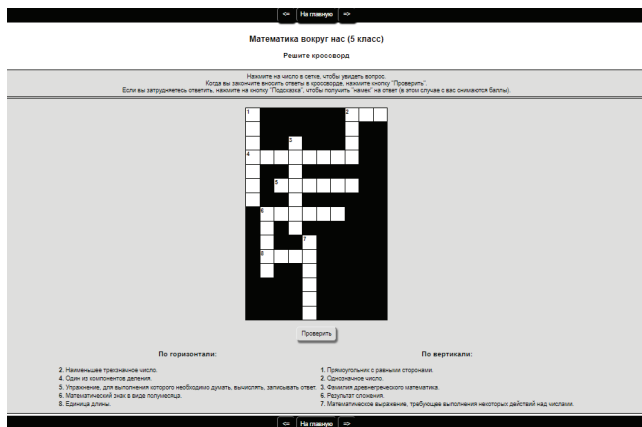 <= На главную =>
Математика вокруг нас (5 класс)
Решите кроссворд
Нажмите на число в сетке, чтобы увидеть вопрос.
Когда вы закончите вносить ответы в кроссворде, нажмите кнопку "Проверить".
Если вы затрудняетесь ответить, нажмите на кнопку "Подсказка", чтобы получить "намек" на ответ (в этом случае с вас снимаются баллы).
1 2
3
4
5
6
7
8
Проверить
По горизонтали:
2. Наименьшее трехзначное число.
4. Один из компонентов деления.
5. Упражнение, для выполнения которого необходимо думать, вычислять, записывать ответ.
6. Математический знак в виде полумесяца.
8. Единица длины.
По вертикали:
1. Прямоугольник с равными сторонами.
2. Однозначное число.
3. Фамилия древнегреческого математика.
6. Результат сложения.
7. Математическое выражение, требующее выполнения некоторых действий над числами.
<= На главную =>